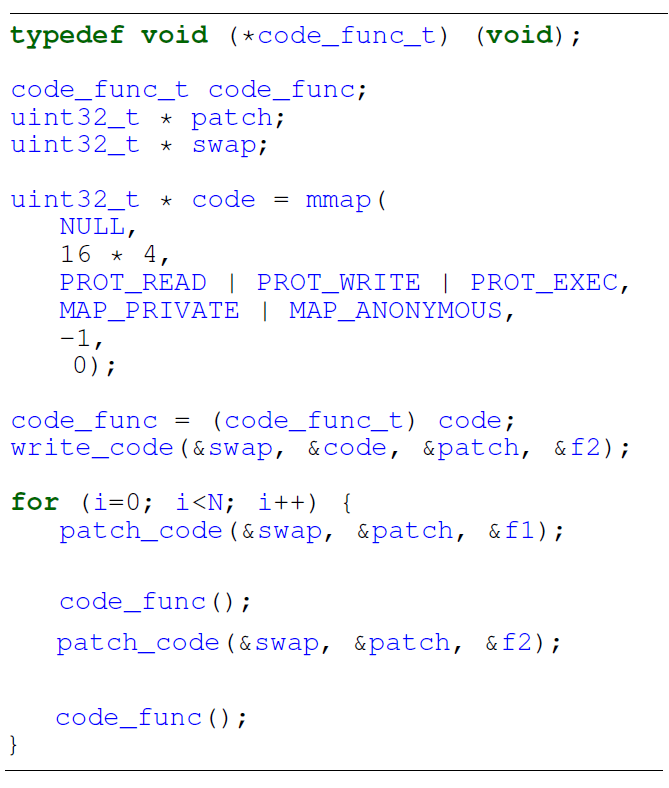 typedef void (*code_func_t) (void);
code_func_t code_func;
uint32_t * patch;
uint32_t * swap;
uint32_t * code = mmap(
NULL,
16 * 4,
PROT_READ | PROT_WRITE | PROT_EXEC,
MAP_PRIVATE | MAP_ANONYMOUS,
-1,
0);
code_func = (code_func_t) code;
write_code(&swap, &code, &patch, &f2);
for (i=0; i<N; i++) {
patch_code(&swap, &patch, &f1);
code_func();
patch_code(&swap, &patch, &f2);
code_func();
}